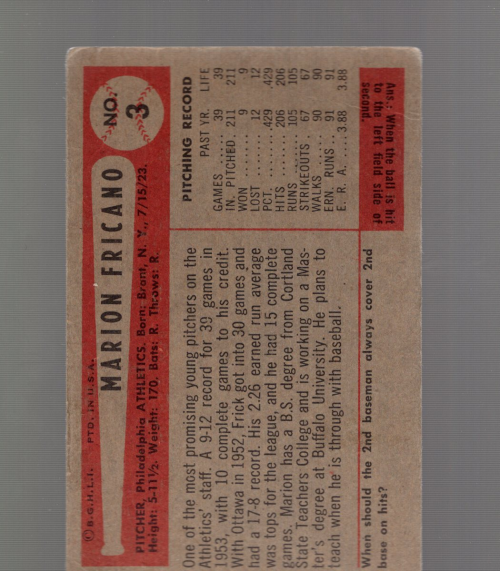 © B.G.H.L.I. PTD. IN U.S.A.
MARION FRICANO
NO. 3
PITCHER, Philadelphia ATHLETICS. Born: Brant, N. Y., 7/15/23.
Height: 5-11½. Weight: 170. Bats: R. Throws: R.
One of the most promising young pitchers on the
Athletics' staff. A 9-12 record for 39 games in
1953, with 10 complete games to his credit.
With Ottawa in 1952, Frick got into 30 games and
had a 17-8 record. His 2.26 earned run average
was tops for the league, and he had 15 complete
games. Marion has a B.S. degree from Cortland
State Teachers College and is working on a Mas-
ter's degree at Buffalo University. He plans to
teach when he is through with baseball.
PITCHING RECORD
PAST YR. LIFE
GAMES ........ 39 39
IN. PITCHED. 211 211
WON ........ 9 9
LOST ........ 12 12
PCT. ........ .429 .429
HITS ........ 206 206
RUNS ........ 105 105
STRIKEOUTS . 67 67
WALKS ...... 90 90
ERN. RUNS . 91 91
E. R. A. .... 3.88 3.88
When should the 2nd baseman always cover 2nd
base on hits?
Ans.: When the ball is hit
to the left field side of
second.